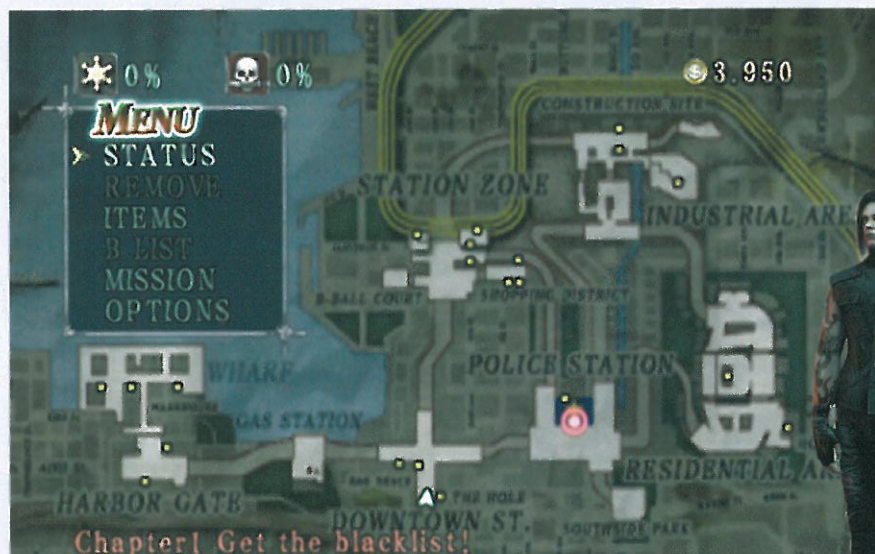 0%
0%
3.950
MENU
STATUS
REMOVE
ITEMS
B LIST
MISSION
OPTIONS
CONSTRUCTION SITE
STATION ZONE
INDUSTRIAL ARE
B-BALL COURT
SHOPPING DISTRICT
POLICE STATION
WHARF
GAS STATION
HARBOR GATE
THE HOLE
DOWNTOWN ST.
RESIDENTIAL AR
SOUTHSIDE PARK
Chapter1 Get the blacklist!